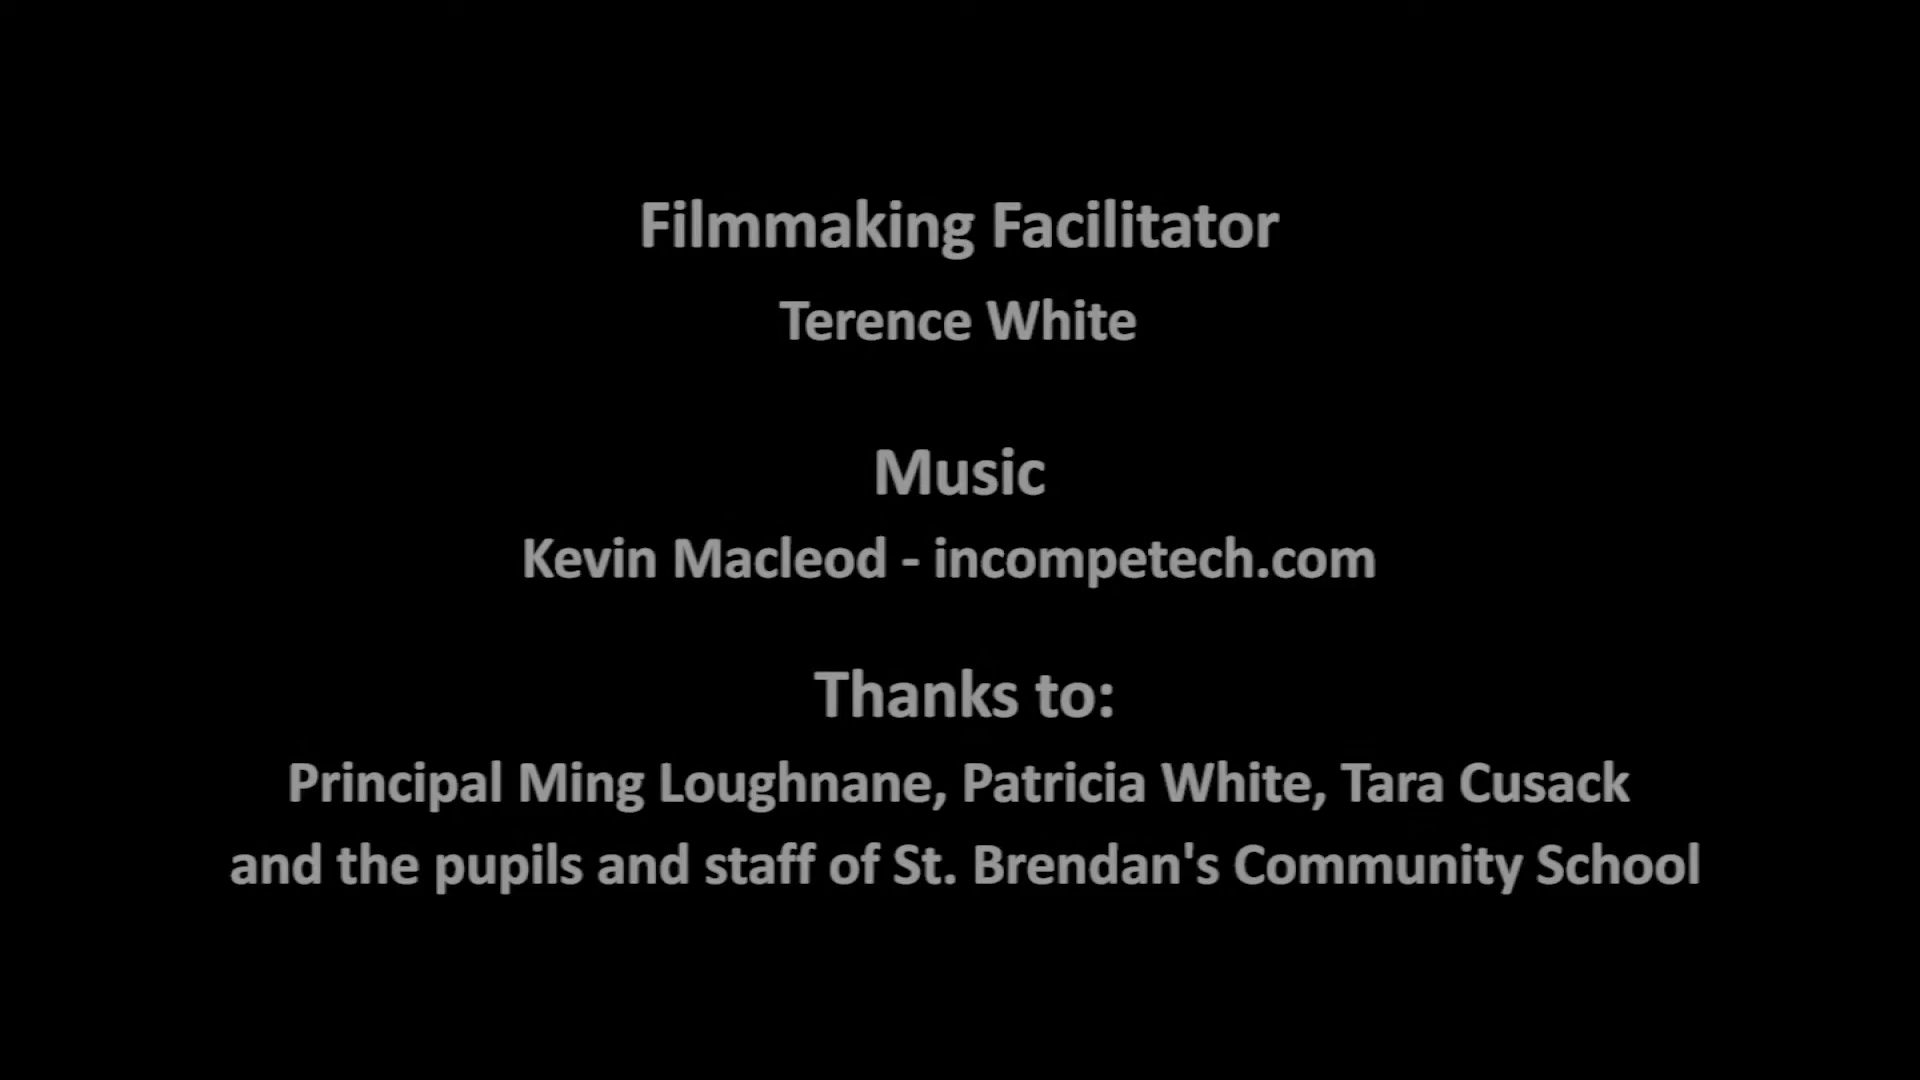 Filmmaking Facilitator
Terence White
Music
Kevin Macleod - incompetech.com
Thanks to:
Principal Ming Loughnane, Patricia White, Tara Cusack
and the pupils and staff of St. Brendan's Community School